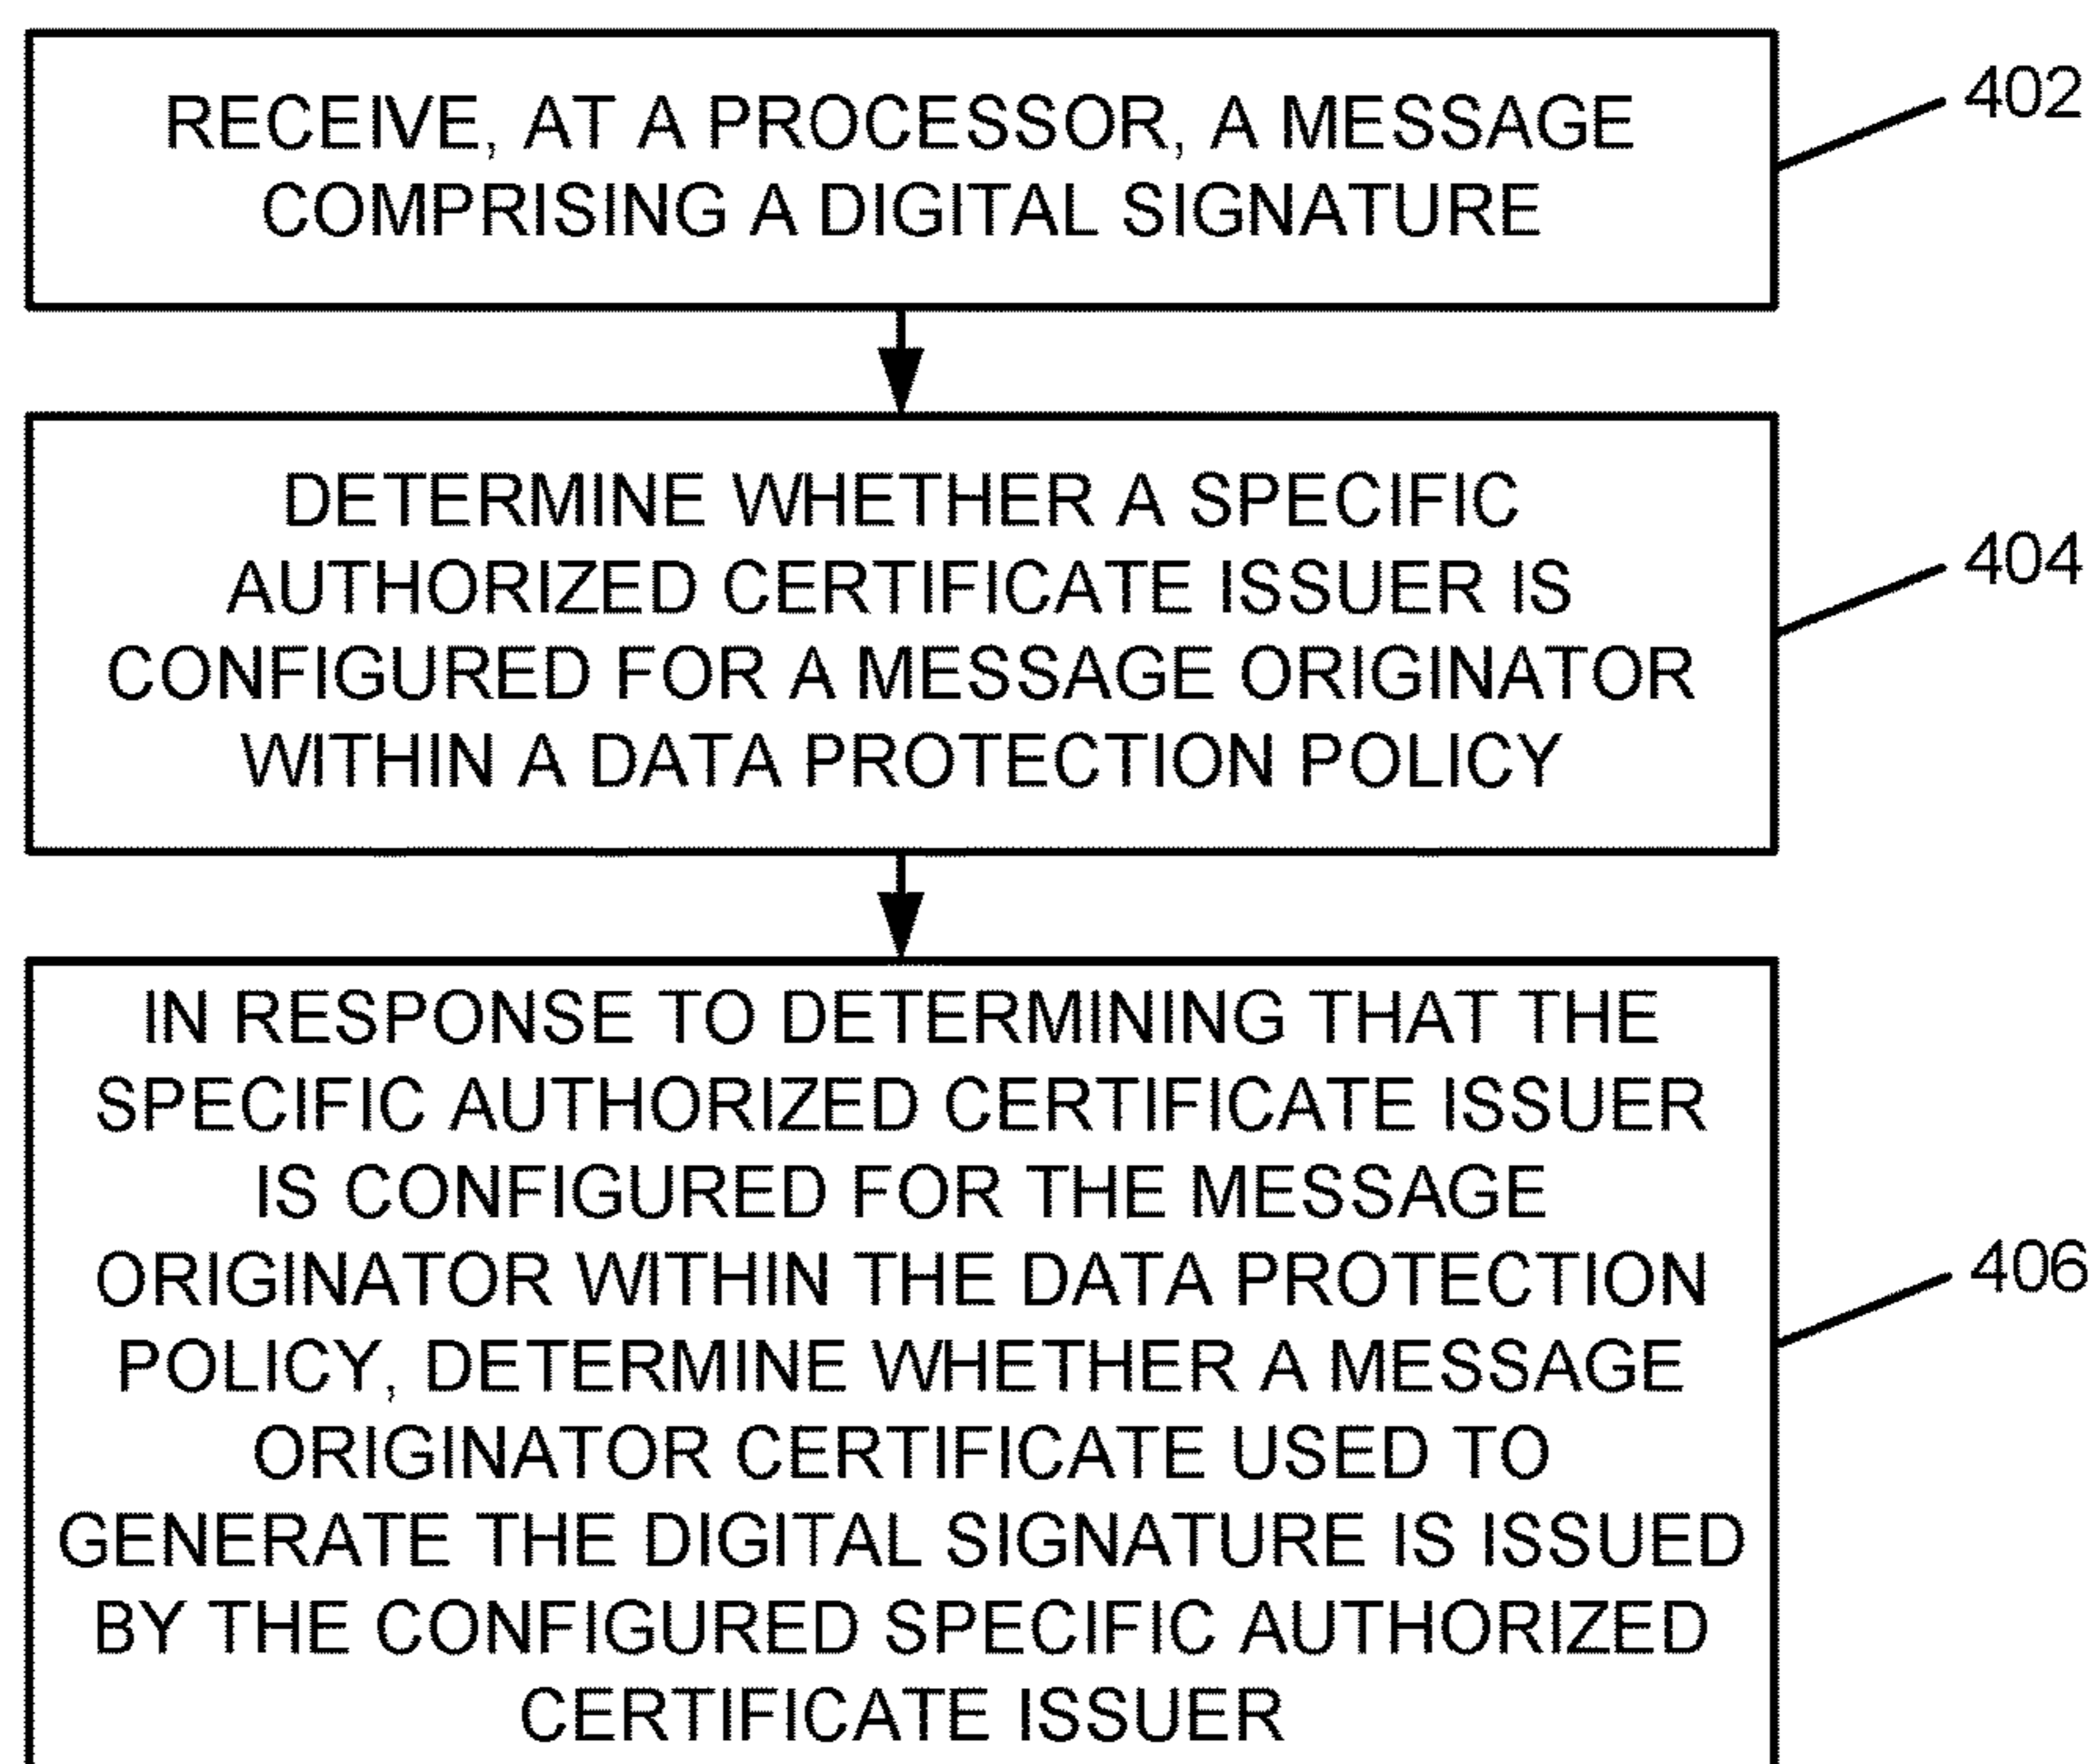 RECEIVE, AT A PROCESSOR, A MESSAGE
COMPRISING A DIGITAL SIGNATURE
402
DETERMINE WHETHER A SPECIFIC
AUTHORIZED CERTIFICATE ISSUER IS
CONFIGURED FOR A MESSAGE ORIGINATOR
WITHIN A DATA PROTECTION POLICY
404
IN RESPONSE TO DETERMINING THAT THE
SPECIFIC AUTHORIZED CERTIFICATE ISSUER
IS CONFIGURED FOR THE MESSAGE
ORIGINATOR WITHIN THE DATA PROTECTION
POLICY, DETERMINE WHETHER A MESSAGE
ORIGINATOR CERTIFICATE USED TO
GENERATE THE DIGITAL SIGNATURE IS ISSUED
BY THE CONFIGURED SPECIFIC AUTHORIZED
CERTIFICATE ISSUER
406